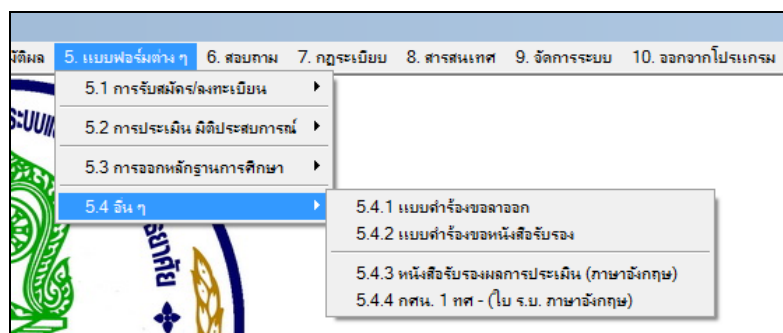 5. แบบฟอร์มต่าง ๆ 6. สอบถาม 7. กฎระเบียบ 8. สารสนเทศ 9. จัดการระบบ 10. ออกจากโปรแกรม
5.1 การรับสมัคร/ลงทะเบียน
5.2 การประเมิน มิติประสบการณ์
5.3 การออกหลักฐานการศึกษา
5.4 อื่น ๆ
5.4.1 แบบคำร้องขอลาออก
5.4.2 แบบคำร้องขอหนังสือรับรอง
5.4.3 หนังสือรับรองผลการประเมิน (ภาษาอังกฤษ)
5.4.4 กศน. 1 ทศ - (ใบ ร.บ. ภาษาอังกฤษ)